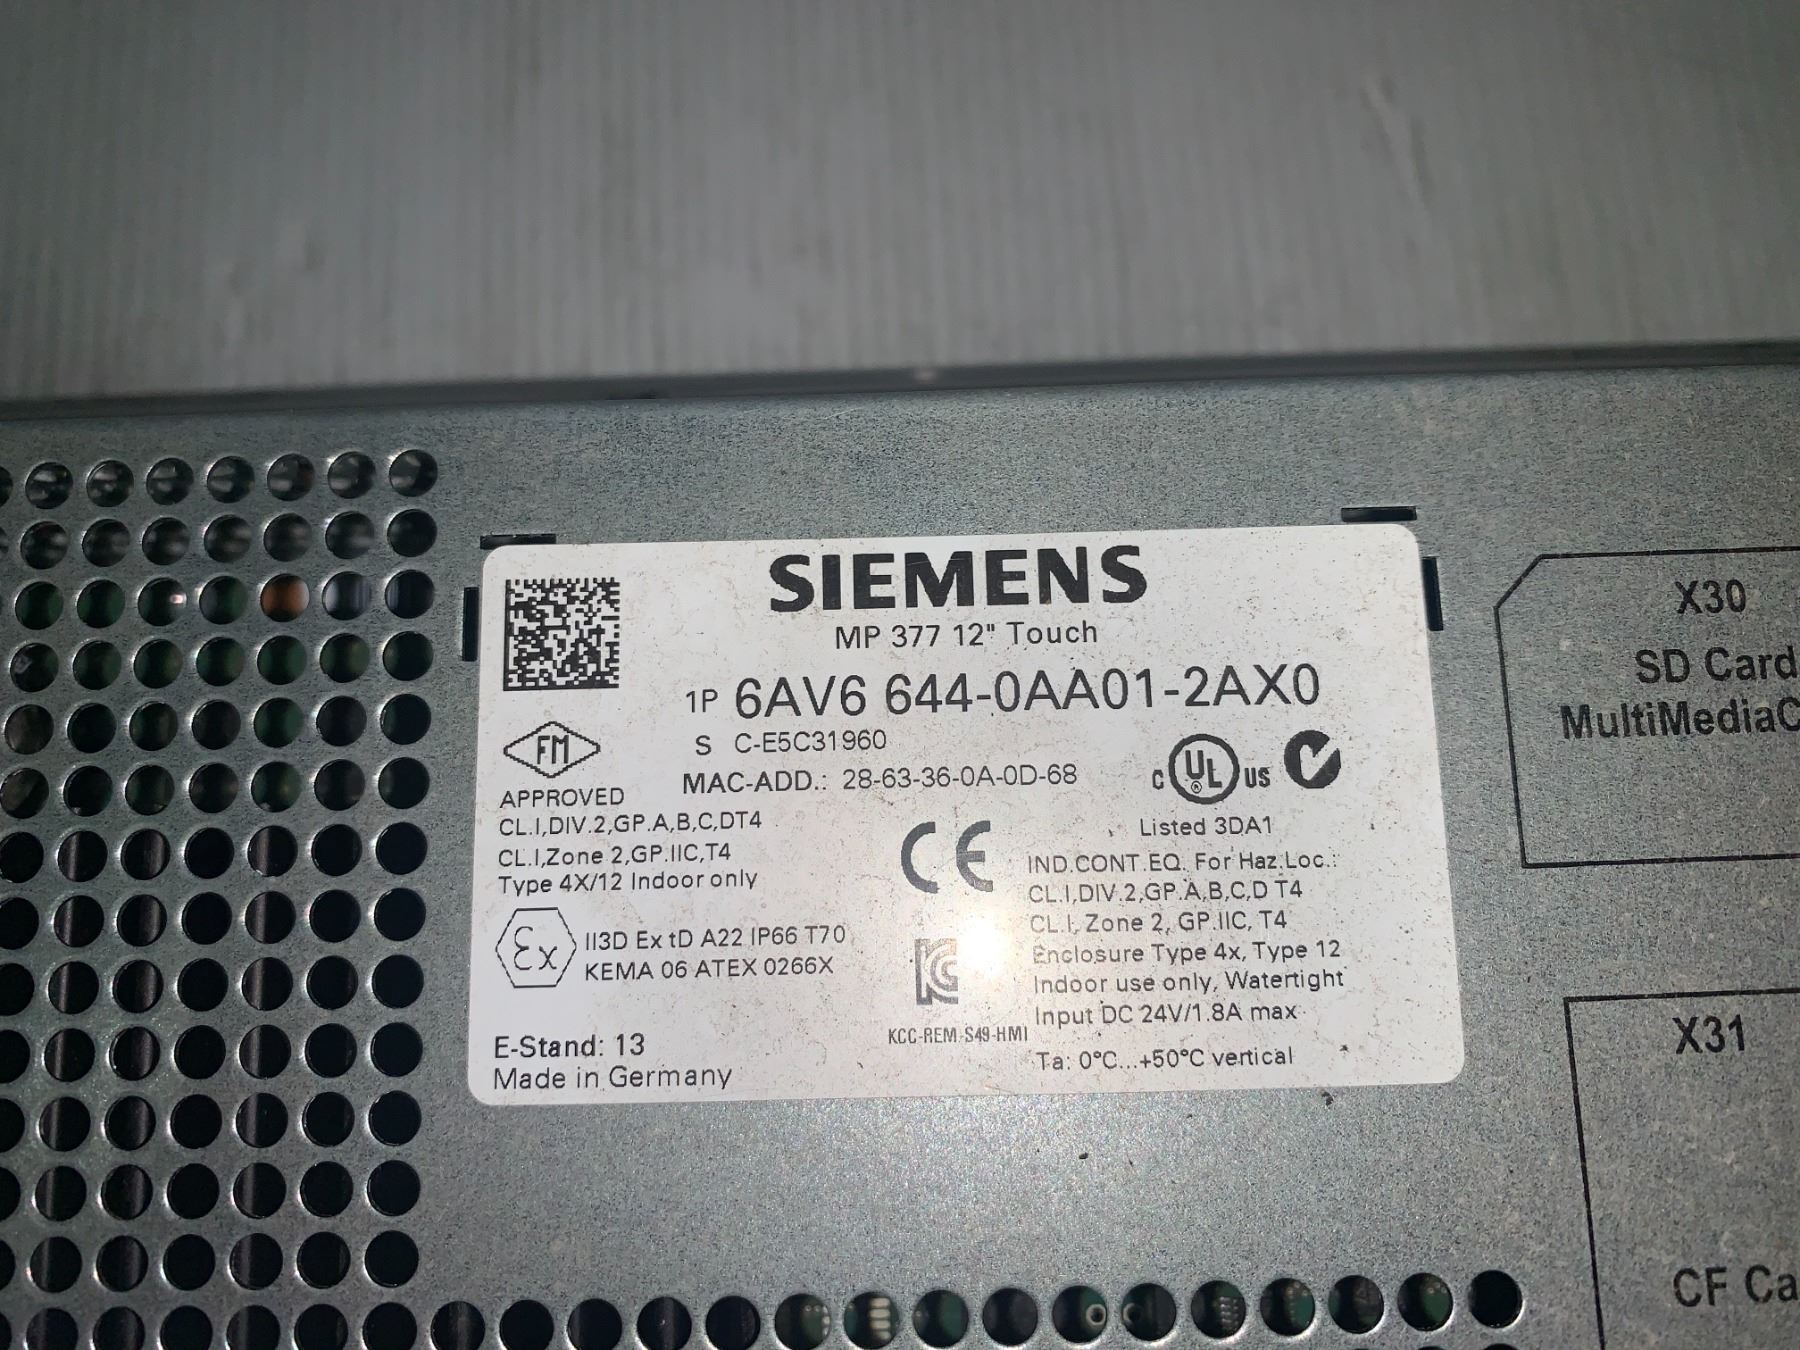 SIEMENS
MP 377 12" Touch
1P 6AV6 644-0AA01-2AX0
S C-E5C31960
MAC-ADD.: 28-63-36-0A-0D-68
FM
APPROVED
CL.I,DIV.2,GP.A,B,C,DT4
CL.I,Zone 2,GP.IIC,T4
Type 4X/12 Indoor only
Ex
II3D Ex tD A22 IP66 T70
KEMA 06 ATEX 0266X
E-Stand: 13
Made in Germany
CE
KCC-REM-S49-HMI
C UL ® US
Listed 3DA1
IND.CONT.EQ. For Haz.Loc.:
CL.I,DIV.2,GP.A,B,C,D T4
CL.I, Zone 2, GP.IIC, T4
Enclosure Type 4x, Type 12
Indoor use only, Watertight
Input DC 24V/1.8A max
Ta: 0°C...+50°C vertical
X30
SD Card
MultiMediaC
X31
CF Ca